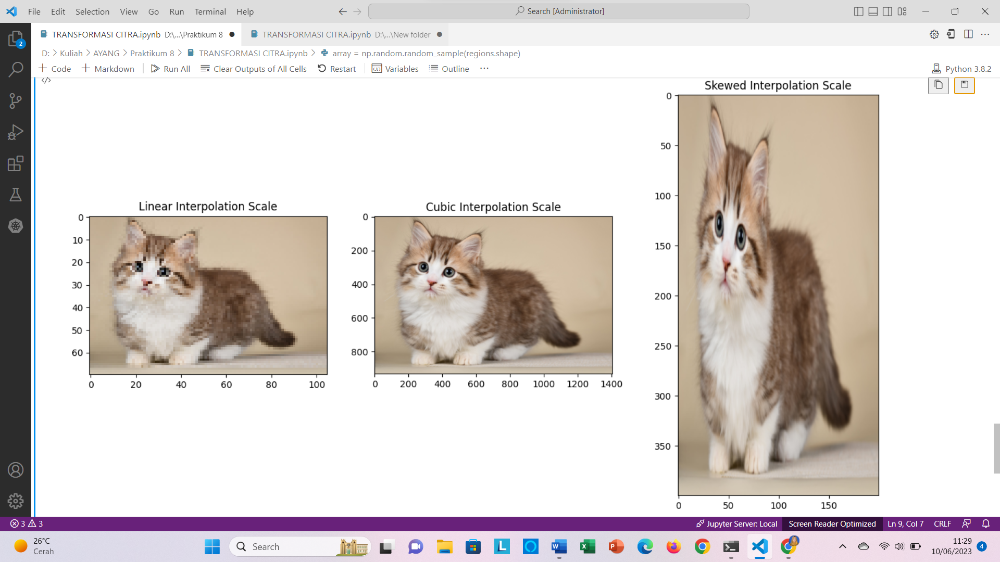 File Edit Selection View Go Run Terminal Help Search [Administrator]
2
TRANSFORMASI CITRA.ipynb D:\...\Praktikum 8 TRANSFORMASI CITRA.ipynb D:\...\New folder
D: > Kuliah > AYANG > Praktikum 8 > TRANSFORMASI CITRA.ipynb > array = np.random.random_sample(regions.shape)
+ Code + Markdown Run All Clear Outputs of All Cells Restart Variables Outline ... Python 3.8.2
</>
Linear Interpolation Scale
0
10
20
30
40
50
60
0 20 40 60 80 100
Cubic Interpolation Scale
0
200
400
600
800
0 200 400 600 800 1000 1200 1400
Skewed Interpolation Scale
0
50
100
150
200
250
300
350
0 50 100 150
3 3 Jupyter Server: Local Screen Reader Optimized Ln 9, Col 7 CRLF
26°C
Cerah
Search
11:29
10/06/2023
4